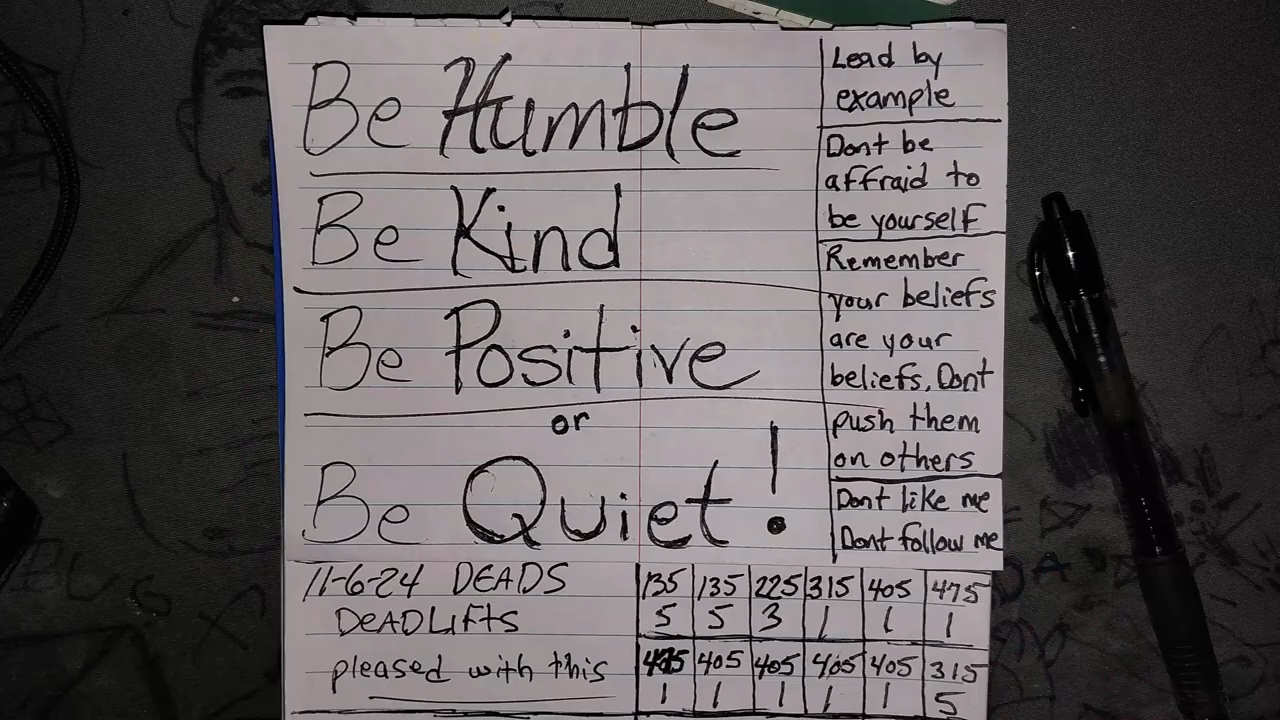 Be Humble
Be Kind
Be Positive
or
Be Quiet!
Lead by
example
Dont be
affraid to
be yourself
Remember
your beliefs
are your
beliefs. Dont
push them
on others
Dont like me
Dont follow me
11-6-24 DEADS
DEADLifts
pleased with this
135 135 225 315 405 475
5 5 3 1 1 1
405 405 405 405 315
1 1 1 1 1 5